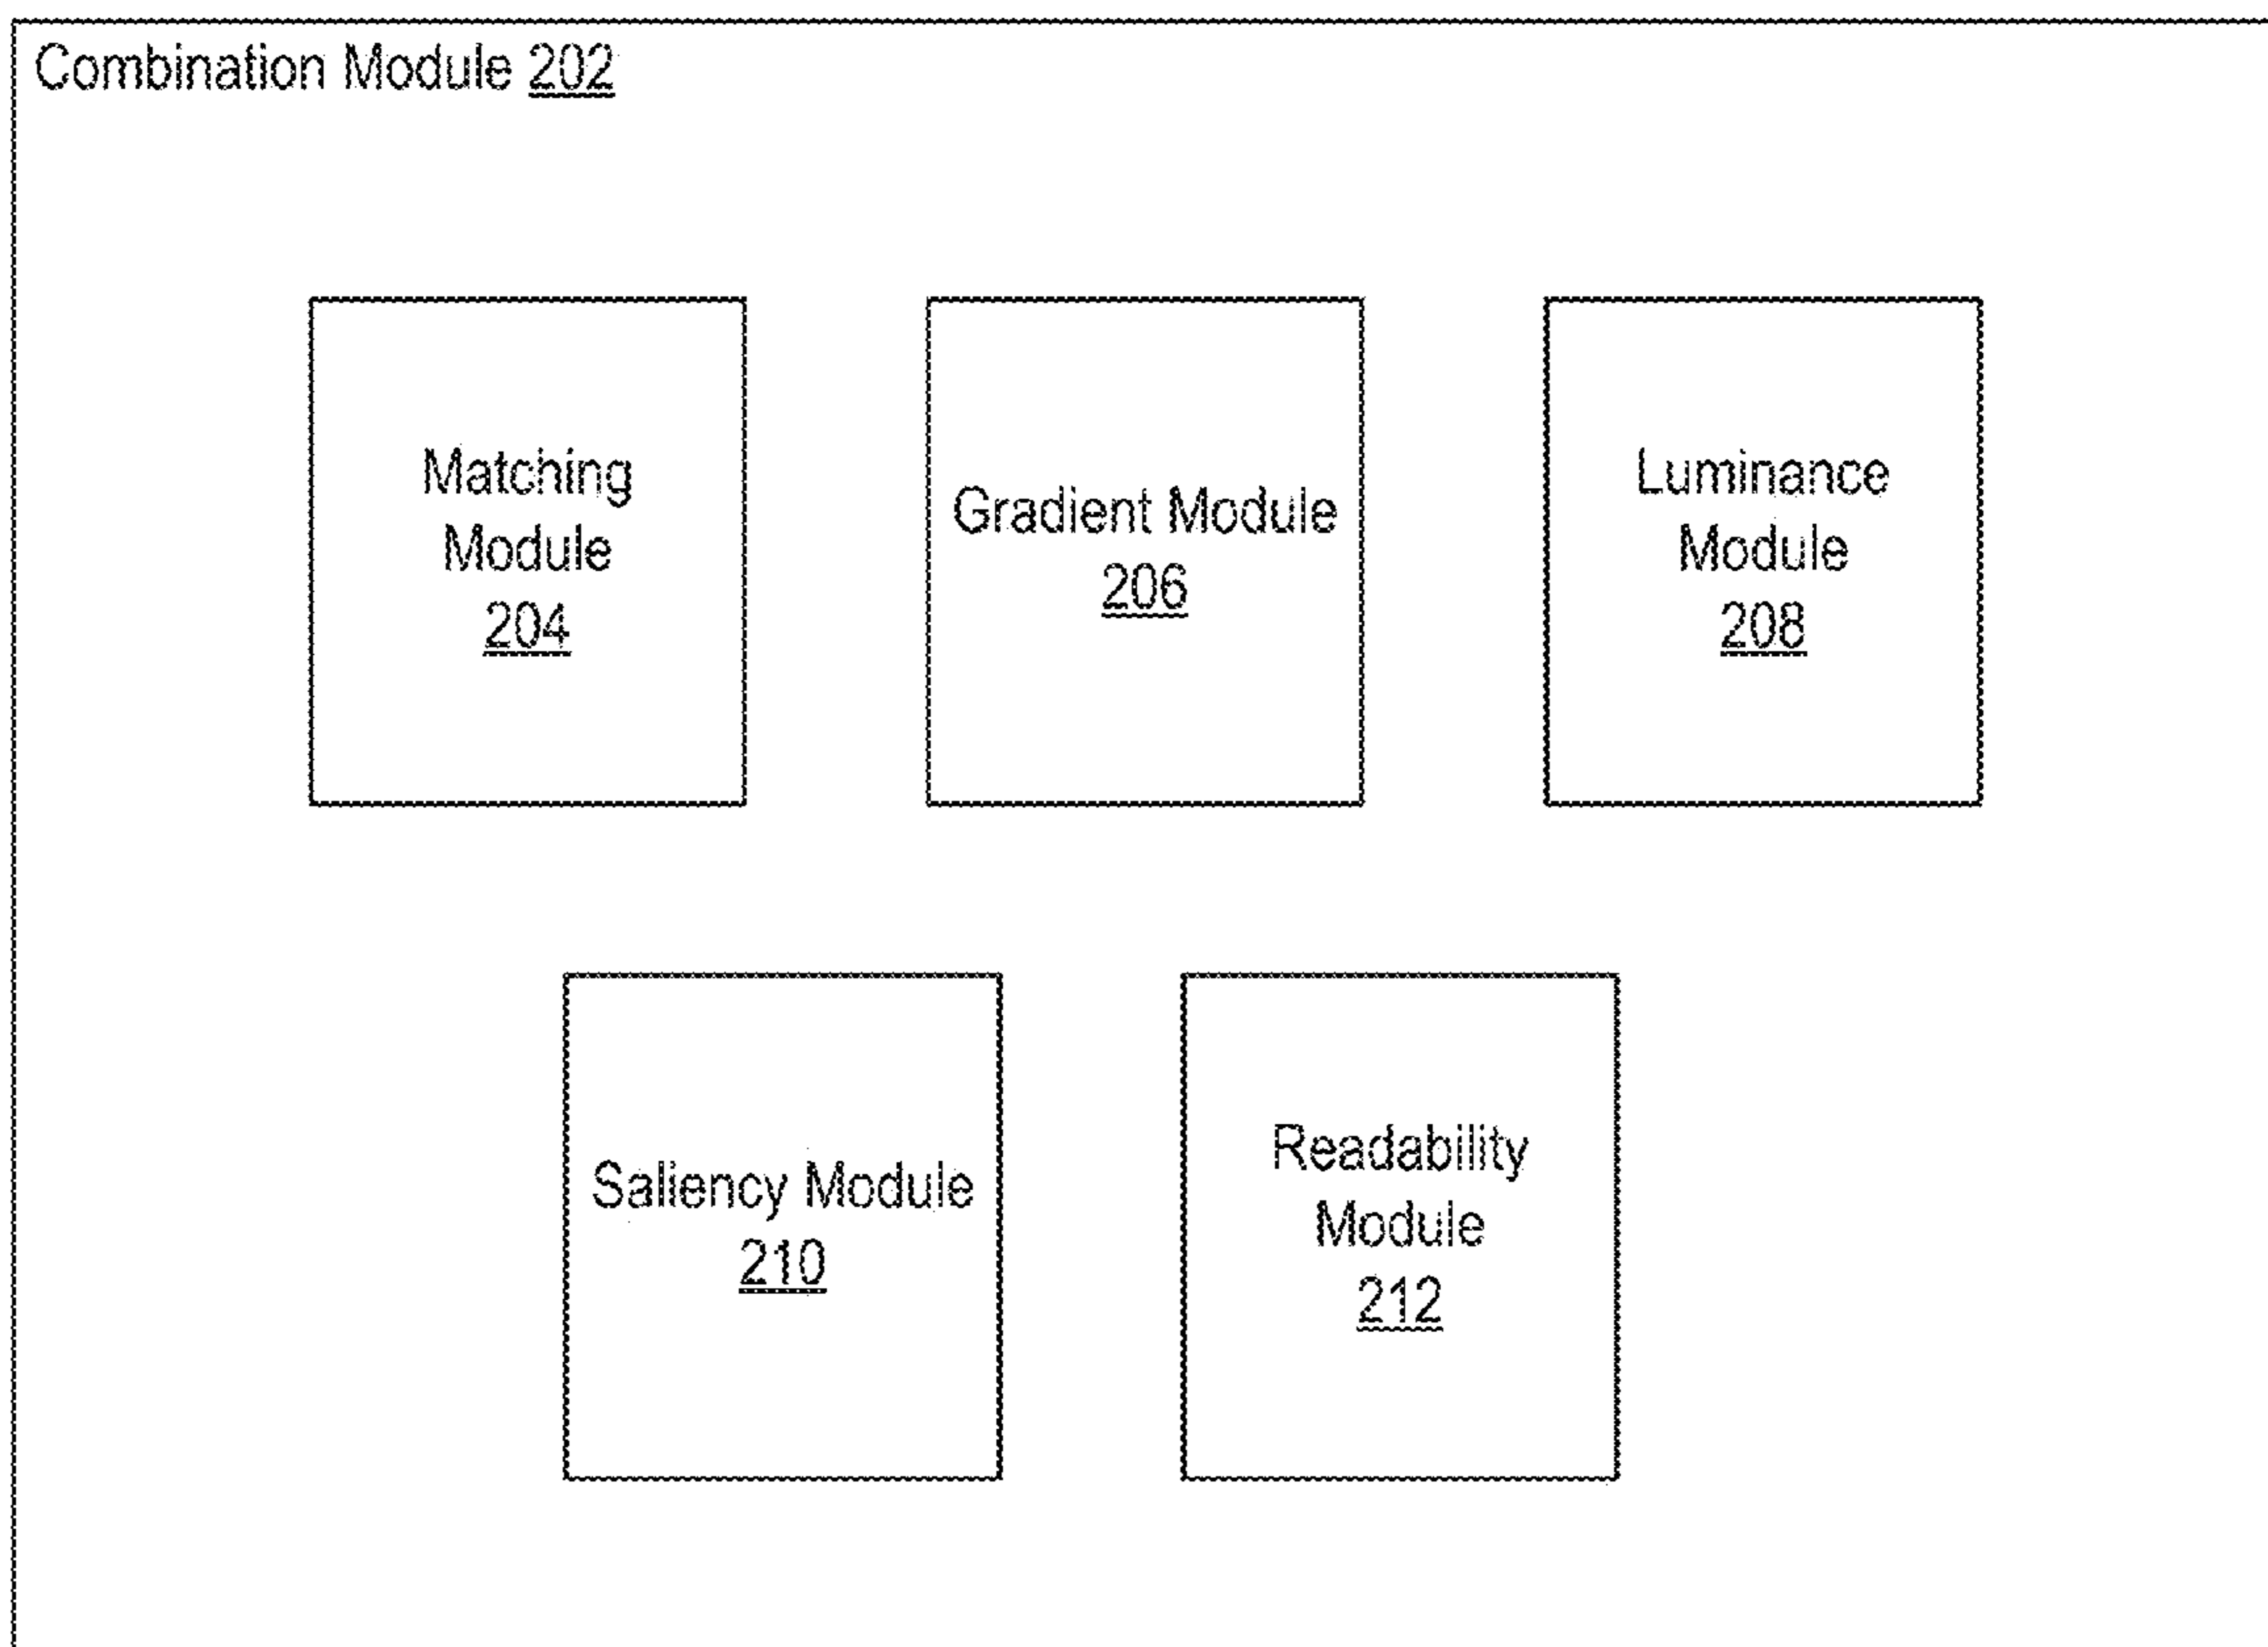 Combination Module 202
Matching
Module
204
Gradient Module
206
Luminance
Module
208
Saliency Module
210
Readability
Module
212